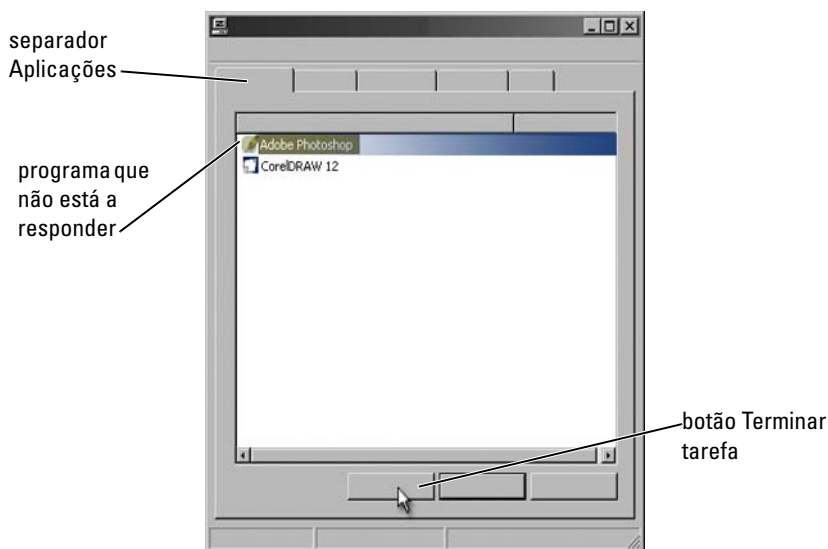 separador
Aplicações
Adobe Photoshop
CorelDRAW 12
programa que
não está a
responder
botão Terminar
tarefa